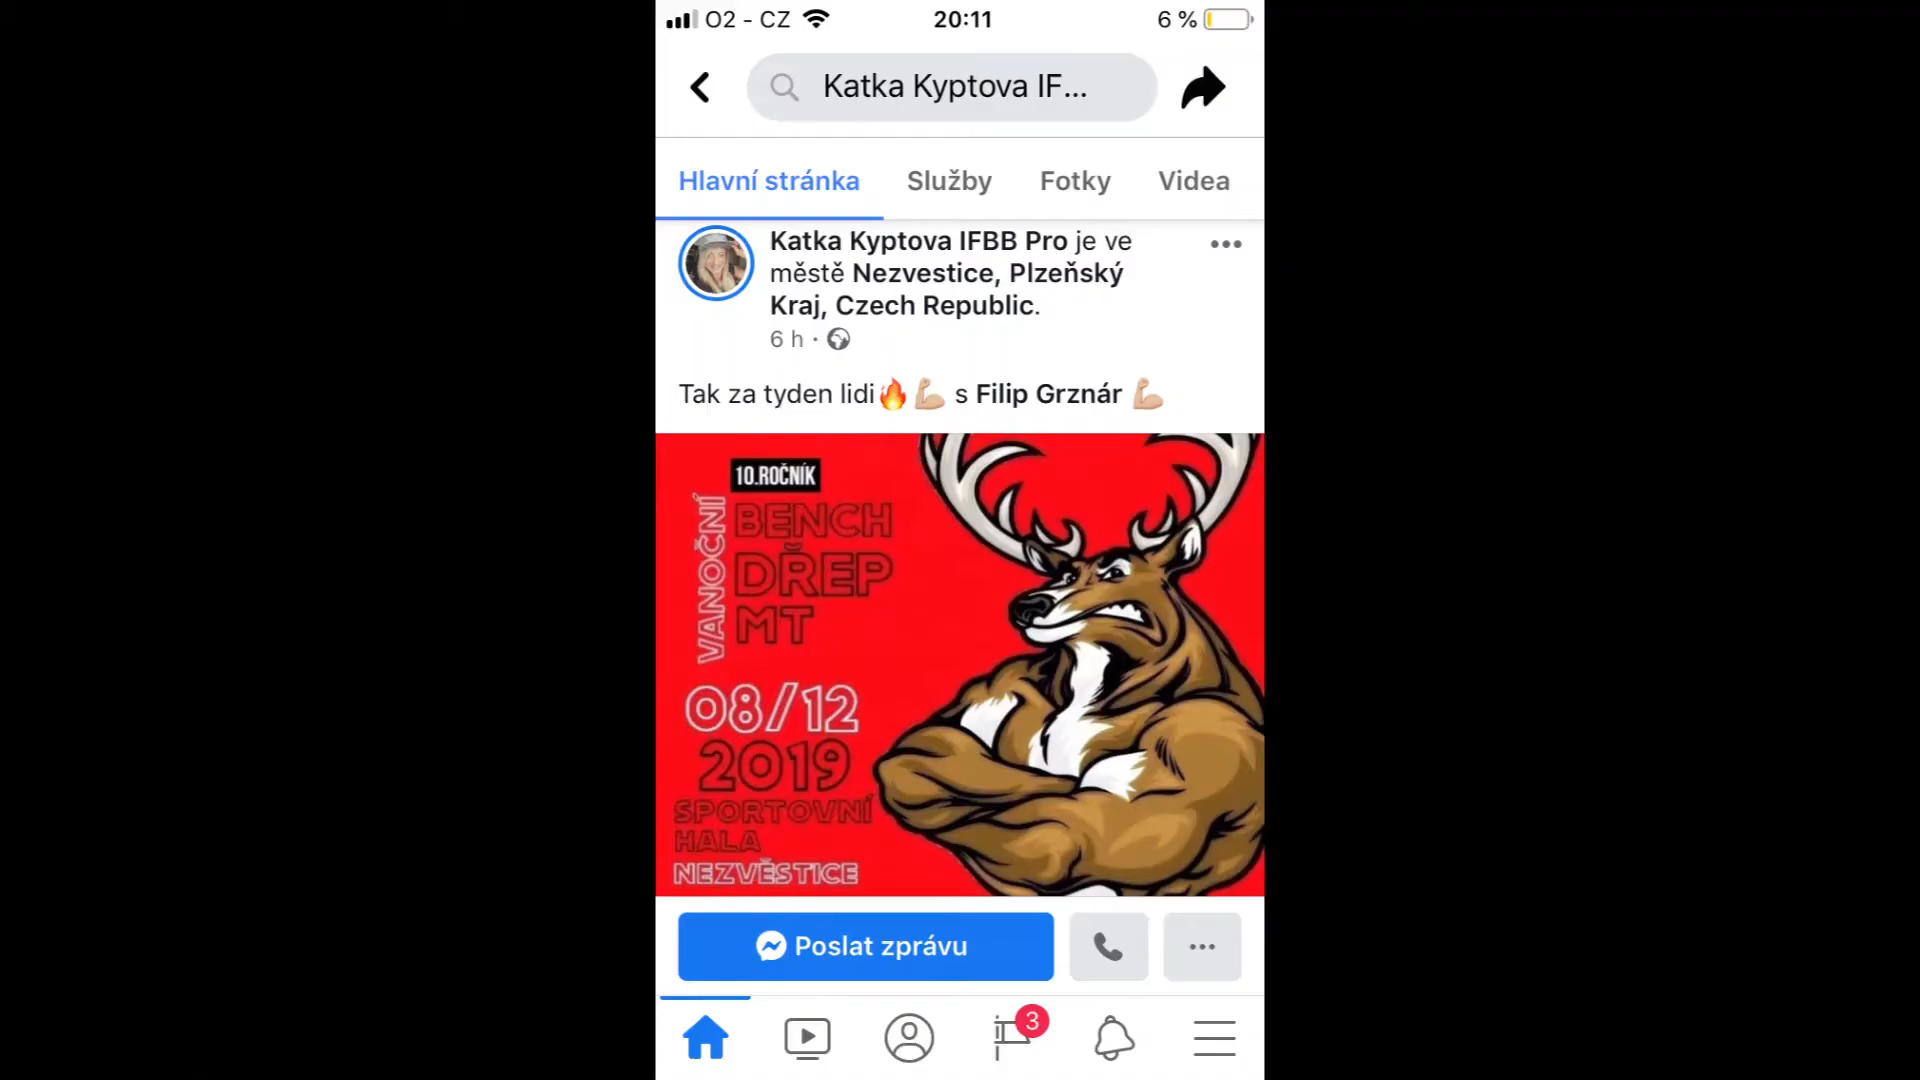 O2 - CZ 20:11 6 %
Katka Kyptova IF...
Hlavní stránka Služby Fotky Videa
Katka Kyptova IFBB Pro je ve
městě Nezvestice, Plzeňský
Kraj, Czech Republic.
6 h ·
Tak za tyden lidi🔥💪🏼 s Filip Grznár 💪🏼
10.ROČNÍK
VANOČNÍ
BENCH
DŘEP
MT
08/12
2019
SPORTOVNÍ
HALA
NEZVĚSTICE
Poslat zprávu
3